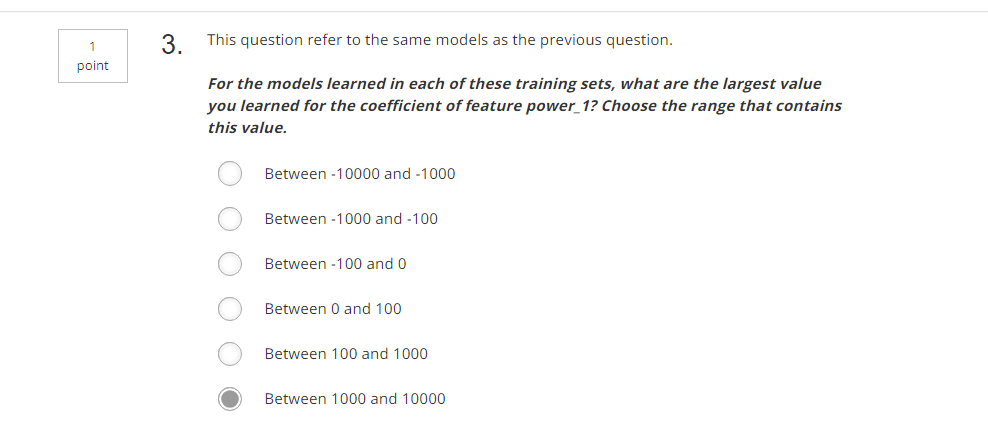 1
point
3.
This question refer to the same models as the previous question.
For the models learned in each of these training sets, what are the largest value
you learned for the coefficient of feature power_1? Choose the range that contains
this value.
Between -10000 and -1000
Between -1000 and -100
Between -100 and 0
Between 0 and 100
Between 100 and 1000
Between 1000 and 10000